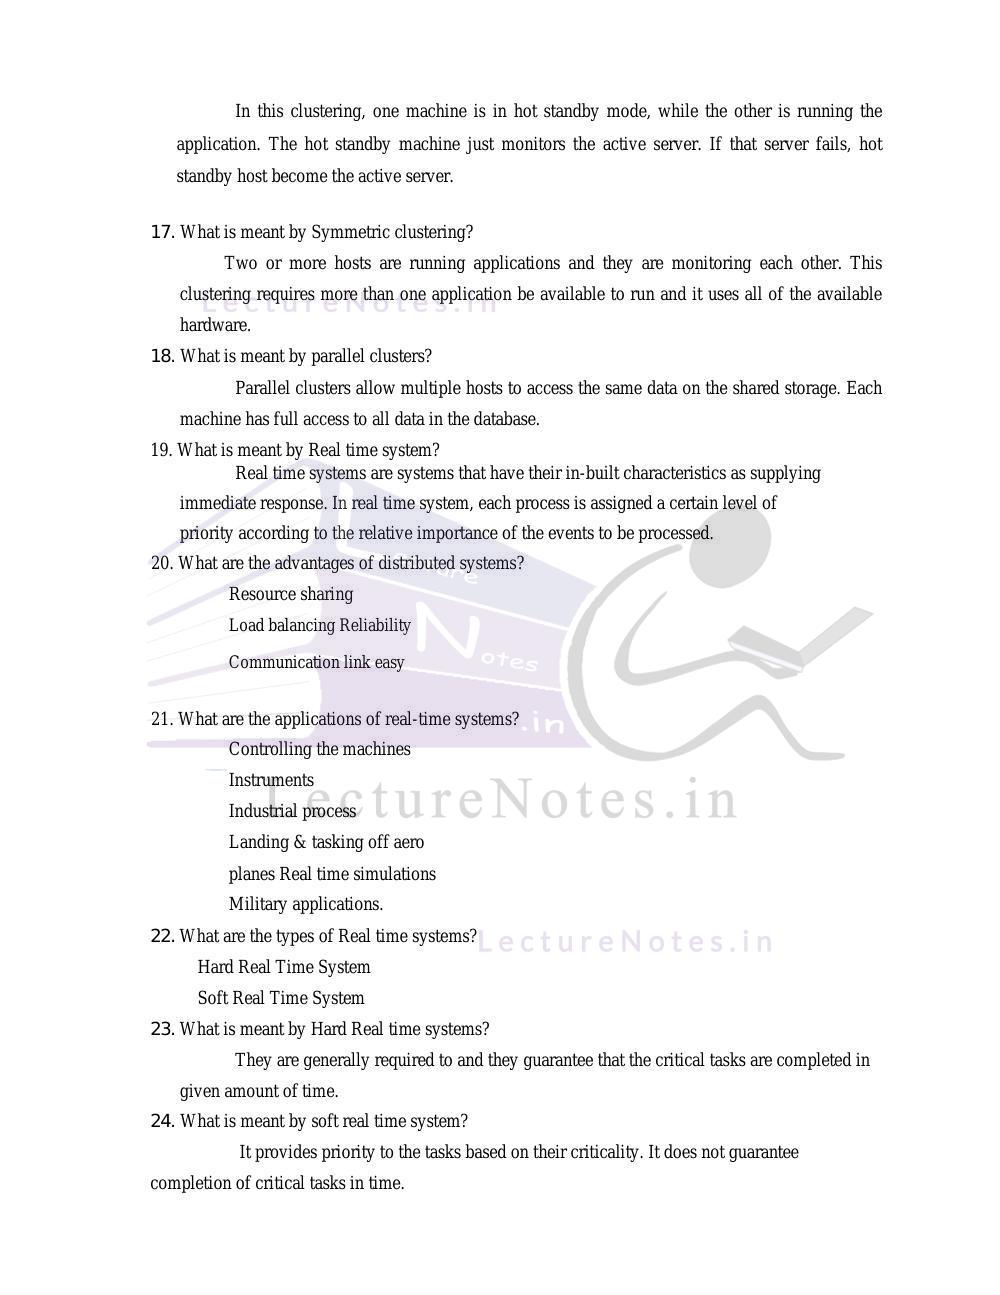 In this clustering, one machine is in hot standby mode, while the other is running the
application. The hot standby machine just monitors the active server. If that server fails, hot
standby host become the active server.
17. What is meant by Symmetric clustering?
Two or more hosts are running applications and they are monitoring each other. This
clustering requires more than one application be available to run and it uses all of the available
LectureNotes.in
hardware.
18. What is meant by parallel clusters?
Parallel clusters allow multiple hosts to access the same data on the shared storage. Each
machine has full access to all data in the database.
19. What is meant by Real time system?
Real time systems are systems that have their in-built characteristics as supplying
immediate response. In real time system, each process is assigned a certain level of
priority according to the relative importance of the events to be processed.
20. What are the advantages of distributed systems?
Lecture
Resource sharing
Load balancing Reliability
Notes
Communication link easy
21. What are the applications of real-time systems?
.in
Controlling the machines
Instruments
LectureNotes.in
Industrial process
Landing & tasking off aero
planes Real time simulations
Military applications.
22. What are the types of Real time systems?
LectureNotes.in
Hard Real Time System
Soft Real Time System
23. What is meant by Hard Real time systems?
They are generally required to and they guarantee that the critical tasks are completed in
given amount of time.
24. What is meant by soft real time system?
It provides priority to the tasks based on their criticality. It does not guarantee
completion of critical tasks in time.